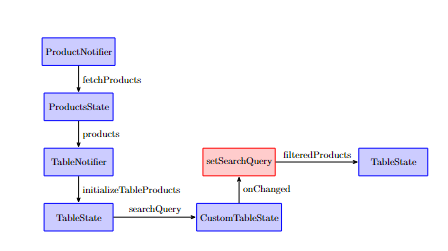 ProductNotifier
fetchProducts
ProductsState
products
TableNotifier
setSearchQuery
filteredProducts
TableState
initializeTableProducts
onChanged
TableState
searchQuery
CustomTableState